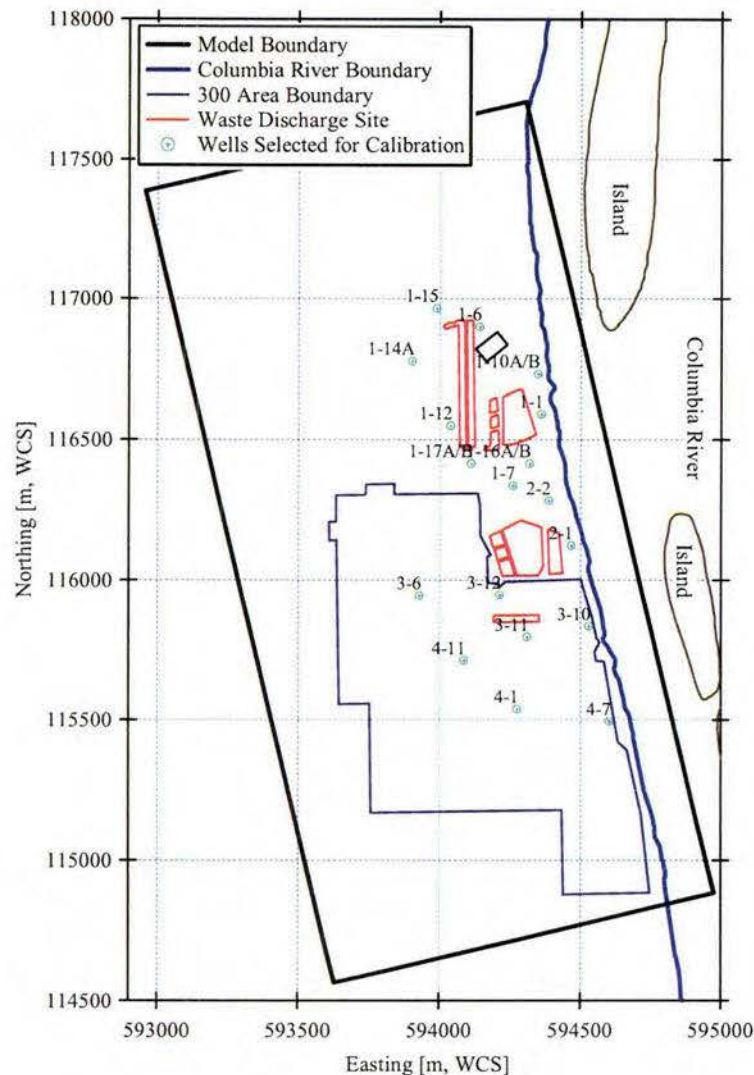 118000
Model Boundary
Columbia River Boundary
300 Area Boundary
Waste Discharge Site
Wells Selected for Calibration
117500
Island
117000
1-15
1-6
1-14A
1-10A/B
Columbia River
1-12
1-1
116500
1-17A/B
1-16A/B
1-7
2-2
Northing [m, WCS]
2-1
Island
116000
3-6
3-12
3-11
3-10
4-11
115500
4-1
4-7
115000
114500
593000
593500
594000
594500
595000
Easting [m, WCS]